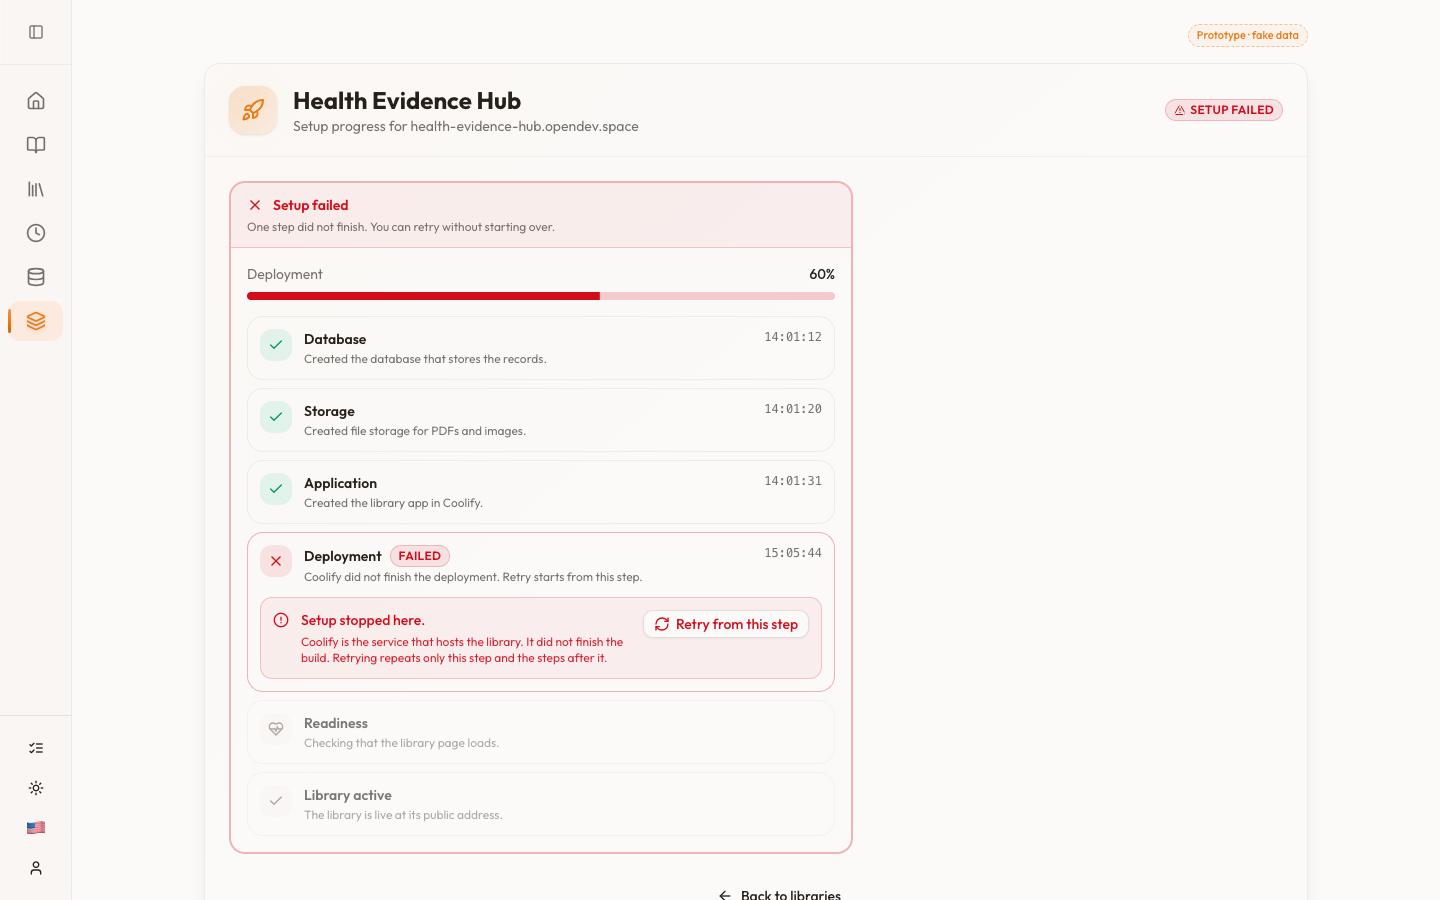 Prototype · fake data
Health Evidence Hub
Setup progress for health-evidence-hub.opendev.space
SETUP FAILED
Setup failed
One step did not finish. You can retry without starting over.
Deployment 60%
Database 14:01:12
Created the database that stores the records.
Storage 14:01:20
Created file storage for PDFs and images.
Application 14:01:31
Created the library app in Coolify.
Deployment FAILED 15:05:44
Coolify did not finish the deployment. Retry starts from this step.
Setup stopped here.
Retry from this step
Coolify is the service that hosts the library. It did not finish the
build. Retrying repeats only this step and the steps after it.
Readiness
Checking that the library page loads.
Library active
The library is live at its public address.
Back to libraries